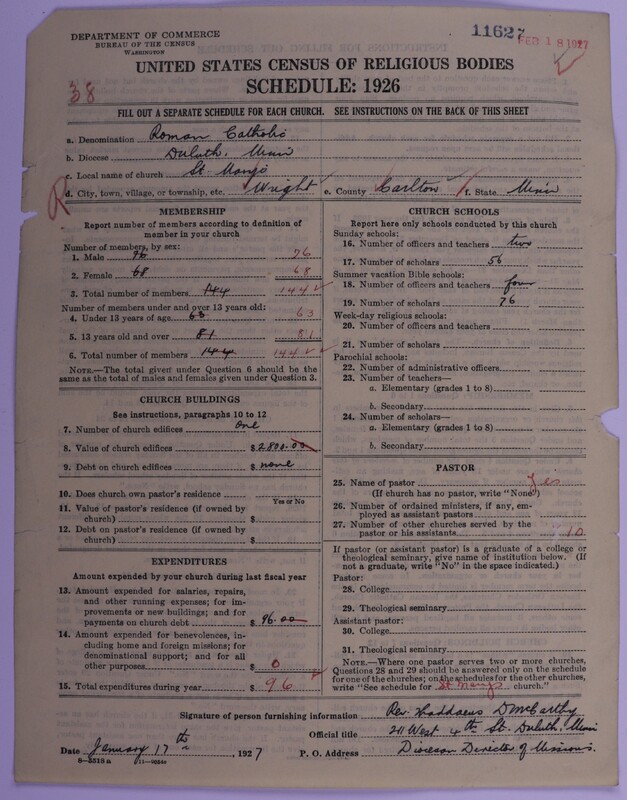 DEPARTMENT OF COMMERCE
BUREAU OF THE CENSUS
WASHINGTON
11627
FEB 18 1927
UNITED STATES CENSUS OF RELIGIOUS BODIES
SCHEDULE: 1926
38
FILL OUT A SEPARATE SCHEDULE FOR EACH CHURCH. SEE INSTRUCTIONS ON THE BACK OF THIS SHEET
a. Denomination Roman Catholic
b. Diocese Duluth, Minn
c. Local name of church St. Marys
d. City, town, village, or township, etc. Wright e. County Carlton f. State Minn
MEMBERSHIP
Report number of members according to definition of
member in your church
Number of members, by sex:
1. Male 76 76
2. Female 68 68
3. Total number of members 144 144
Number of members under and over 13 years old:
4. Under 13 years of age 63 63
5. 13 years old and over 81 81
6. Total number of members 144 144
NOTE.—The total given under Question 6 should be
same as the total of males and females given under Question 3.
CHURCH BUILDINGS
See instructions, paragraphs 10 to 12
7. Number of church edifices one
8. Value of church edifices $ 2,800.00
9. Debt on church edifices $ none
10. Does church own pastor's residence
Yes or No
11. Value of pastor's residence (if owned by
church) $
12. Debt on pastor's residence (if owned by
church) $
EXPENDITURES
Amount expended by your church during last fiscal year
13. Amount expended for salaries, repairs,
and other running expenses; for im-
provements or new buildings; and for
payments on church debt $ 96.00
14. Amount expended for benevolences, in-
cluding home and foreign missions; for
denominational support; and for all
other purposes $ 0
15. Total expenditures during year $ 96
CHURCH SCHOOLS
Report here only schools conducted by this church
Sunday schools:
16. Number of officers and teachers two
17. Number of scholars 56
Summer vacation Bible schools:
18. Number of officers and teachers four
19. Number of scholars 76
Week-day religious schools:
20. Number of officers and teachers
21. Number of scholars
Parochial schools:
22. Number of administrative officers
23. Number of teachers—
a. Elementary (grades 1 to 8)
b. Secondary
24. Number of scholars—
a. Elementary (grades 1 to 8)
b. Secondary
PASTOR
25. Name of pastor Yes
(If church has no pastor, write "None")
26. Number of ordained ministers, if any, em-
ployed as assistant pastors
27. Number of other churches served by the
pastor or his assistants 10
If pastor (or assistant pastor) is a graduate of a college or
theological seminary, give name of institution below. (If
not a graduate, write "No" in the space indicated.)
Pastor:
28. College
29. Theological seminary
Assistant pastor:
30. College
31. Theological seminary
NOTE.—Where one pastor serves two or more churches,
Questions 28 and 29 should be answered only on the schedule
for one of the churches; on the schedules for the other churches,
write "See schedule for St Marys church."
Signature of person furnishing information Rev. Thaddaeus D McCarthy
Official title 211 West 4th St. Duluth, Minn
Date January 17th, 1927 P. O. Address Diocesan Director of Missions.
8—5518 a